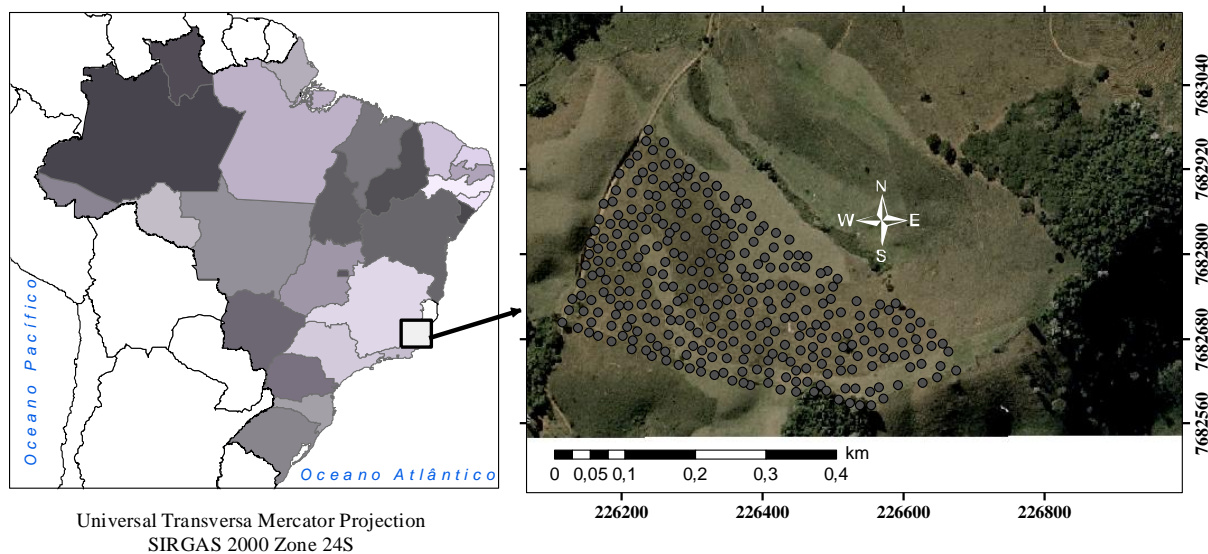 Oceano Pacífico
Oceano Atlântico
Universal Transversa Mercator Projection
SIRGAS 2000 Zone 24S
N
W E
S
7683040
7682920
7682800
7682680
7682560
km
0 0,05 0,1 0,2 0,3 0,4
226200 226400 226600 226800